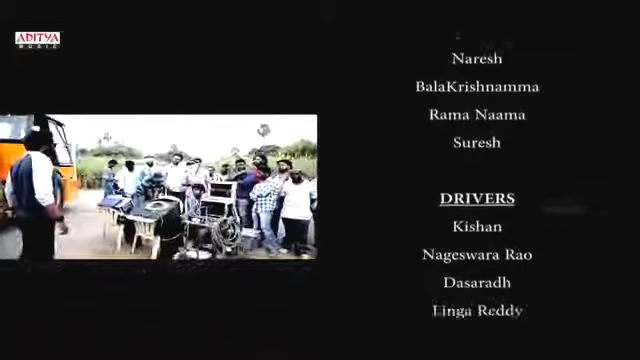 ADITYA
MUSIC
Naresh
BalaKrishnamma
Rama Naama
Suresh
DRIVERS
Kishan
Nageswara Rao
Dasaradh
Linga Reddy